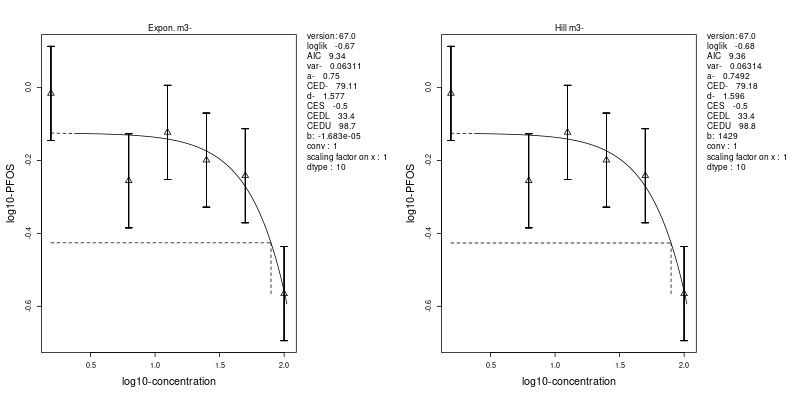 Expon. m3-
version: 67.0
loglik -0.67
AIC 9.34
var- 0.06311
a- 0.75
CED- 79.11
d- 1.577
CES -0.5
CEDL 33.4
CEDU 98.7
b: -1.683e-05
conv : 1
scaling factor on x : 1
dtype : 10
log10-PFOS
0.0
-0.2
-0.4
-0.6
0.5
1.0
1.5
2.0
log10-concentration
Hill m3-
version: 67.0
loglik -0.68
AIC 9.36
var- 0.06314
a- 0.7492
CED- 79.18
d- 1.596
CES -0.5
CEDL 33.4
CEDU 98.8
b: 1429
conv : 1
scaling factor on x : 1
dtype : 10
log10-PFOS
0.0
-0.2
-0.4
-0.6
0.5
1.0
1.5
2.0
log10-concentration